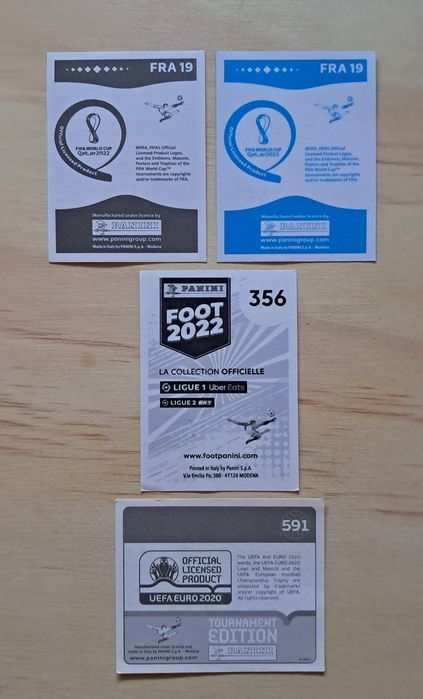 FRA 19
Official Licensed Product
FIFA WORLD CUP
Qatar2022
©FIFA, FIFA's Official
Licensed Product Logos,
and the Emblems, Mascots,
Posters and Trophies of the
FIFA World Cup™
tournaments are copyrights
and/or trademarks of FIFA.
Manufactured under licence by
PANINI
www.paninigroup.com
Made in Italy by PANINI S.p.A. - Modena
FRA 19
Official Licensed Product
FIFA WORLD CUP
Qatar2022
©FIFA, FIFA's Official
Licensed Product Logos,
and the Emblems, Mascots,
Posters and Trophies of the
FIFA World Cup™
tournaments are copyrights
and/or trademarks of FIFA.
Manufactured under licence by
PANINI
www.paninigroup.com
Made in Italy by PANINI S.p.A. - Modena
PANINI
356
FOOT
2022
LA COLLECTION OFFICIELLE
LIGUE 1 Uber Eats
LIGUE 2 BKT
www.footpanini.com
Printed in Italy by Panini S.p.A.
V.le Emilio Po, 380 - 41126 MODENA
591
OFFICIAL
LICENSED
PRODUCT
UEFA EURO 2020
The UEFA and EURO 2020
words, the UEFA EURO 2020
Logo and Mascot and the
UEFA European Football
Championship Trophy are
protected by trademarks
and/or copyright of UEFA.
All rights reserved.
TOURNAMENT
EDITION
Manufactured under licence and
made in Italy by PANINI S.p.A. - Modena
www.paninigroup.com
PANINI